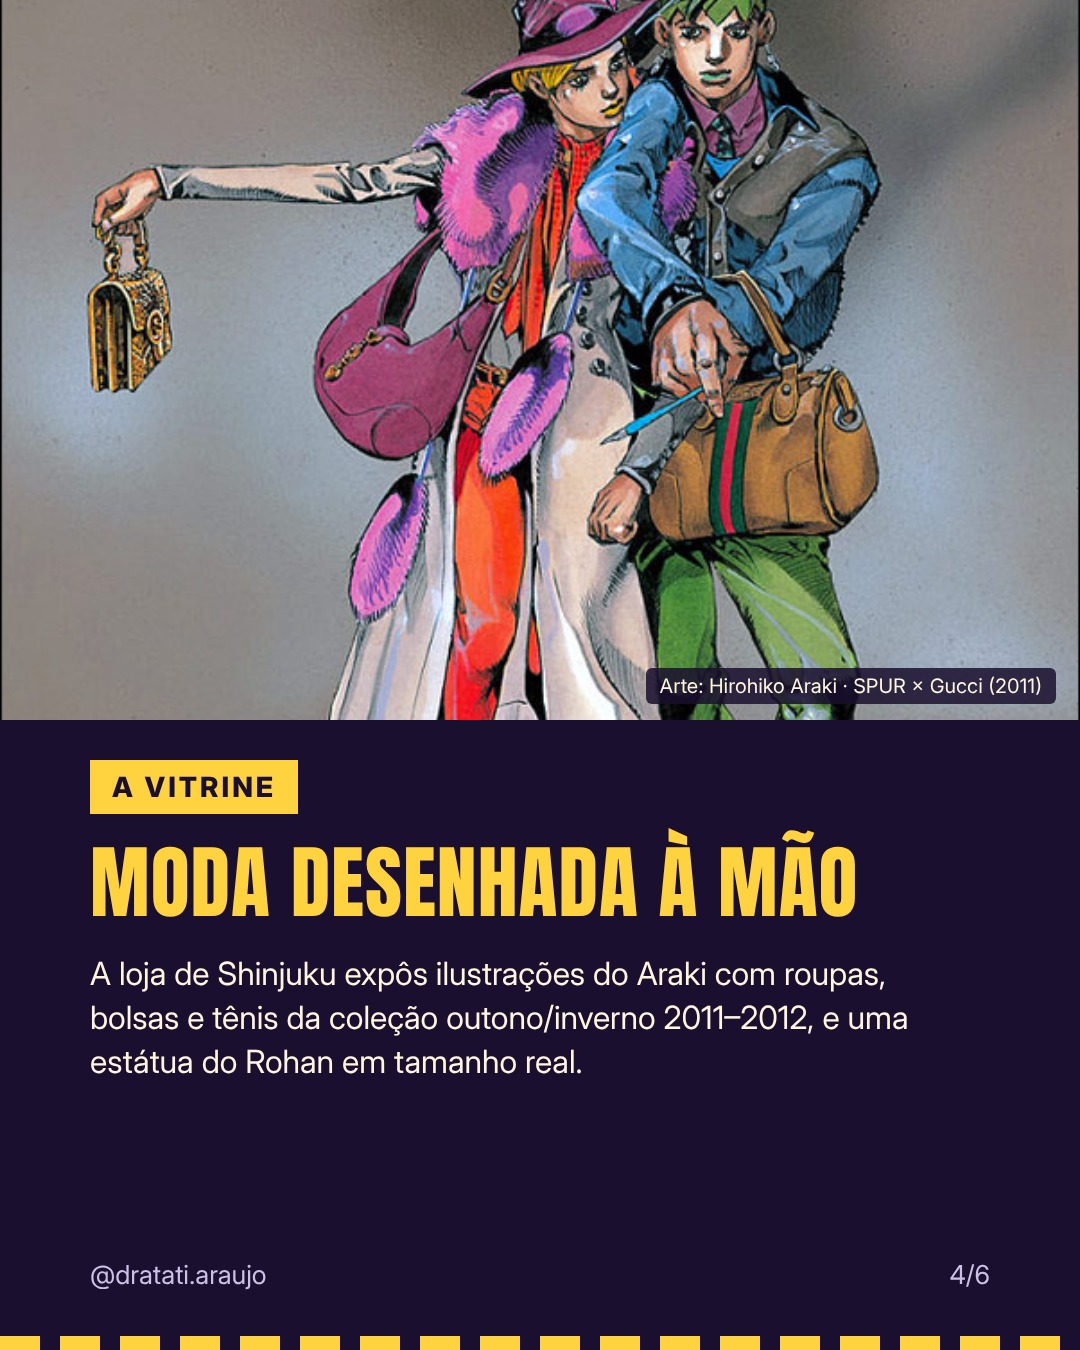 Arte: Hirohiko Araki · SPUR × Gucci (2011)
A VITRINE
MODA DESENHADA À MÃO
A loja de Shinjuku expôs ilustrações do Araki com roupas,
bolsas e tênis da coleção outono/inverno 2011–2012, e uma
estátua do Rohan em tamanho real.
@dratati.araujo
4/6